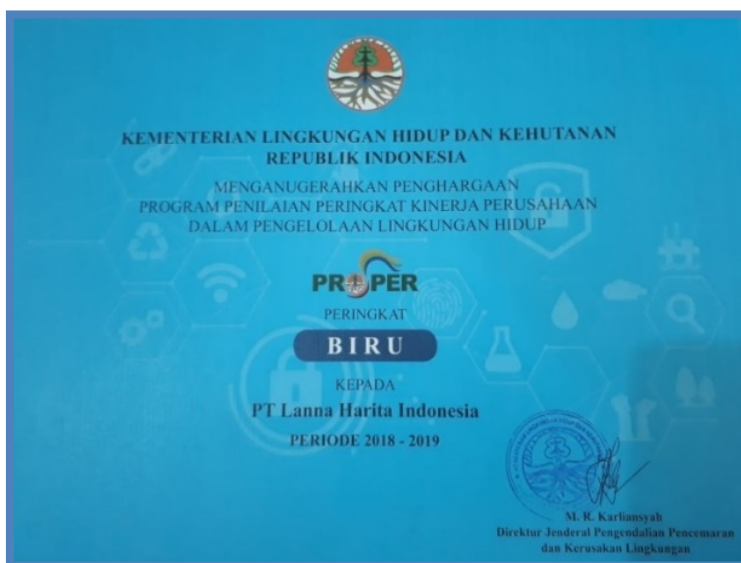 KEMENTERIAN LINGKUNGAN HIDUP DAN KEHUTANAN
REPUBLIK INDONESIA
MENGANUGERAHKAN PENGHARGAAN
PROGRAM PENILAIAN PERINGKAT KINERJA PERUSAHAAN
DALAM PENGELOLAAN LINGKUNGAN HIDUP
PROPER
PERINGKAT
BIRU
KEPADA
PT Lanna Harita Indonesia
PERIODE 2018 - 2019
M. R. Karliansyah
Direktur Jenderal Pengendalian Pencemaran
dan Kerusakan Lingkungan